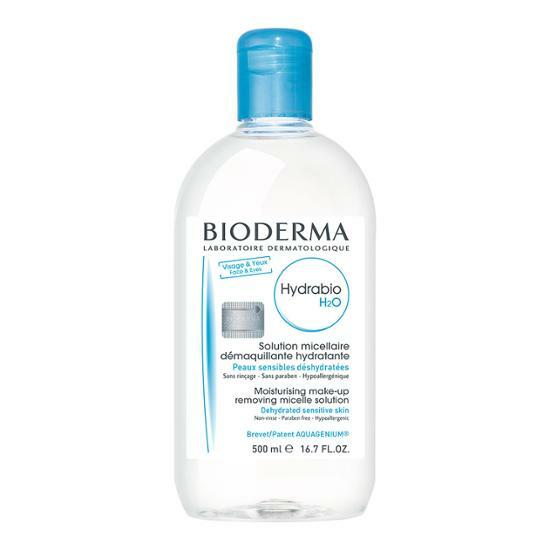 BIODERMA
LABORATOIRE DERMATOLOGIQUE
Visage & Yeux
Face & Eyes
Hydrabio
H2O
BIODERMA
Solution micellaire
démaquillante hydratante
Peaux sensibles déshydratées
Sans rinçage - Sans paraben - Hypoallergénique
Moisturising make-up
removing micelle solution
Dehydrated sensitive skin
Non-rinse - Paraben free - Hypoallergenic
Brevet/Patent AQUAGENIUM®
500 ml ℮ 16.7 FL.OZ.